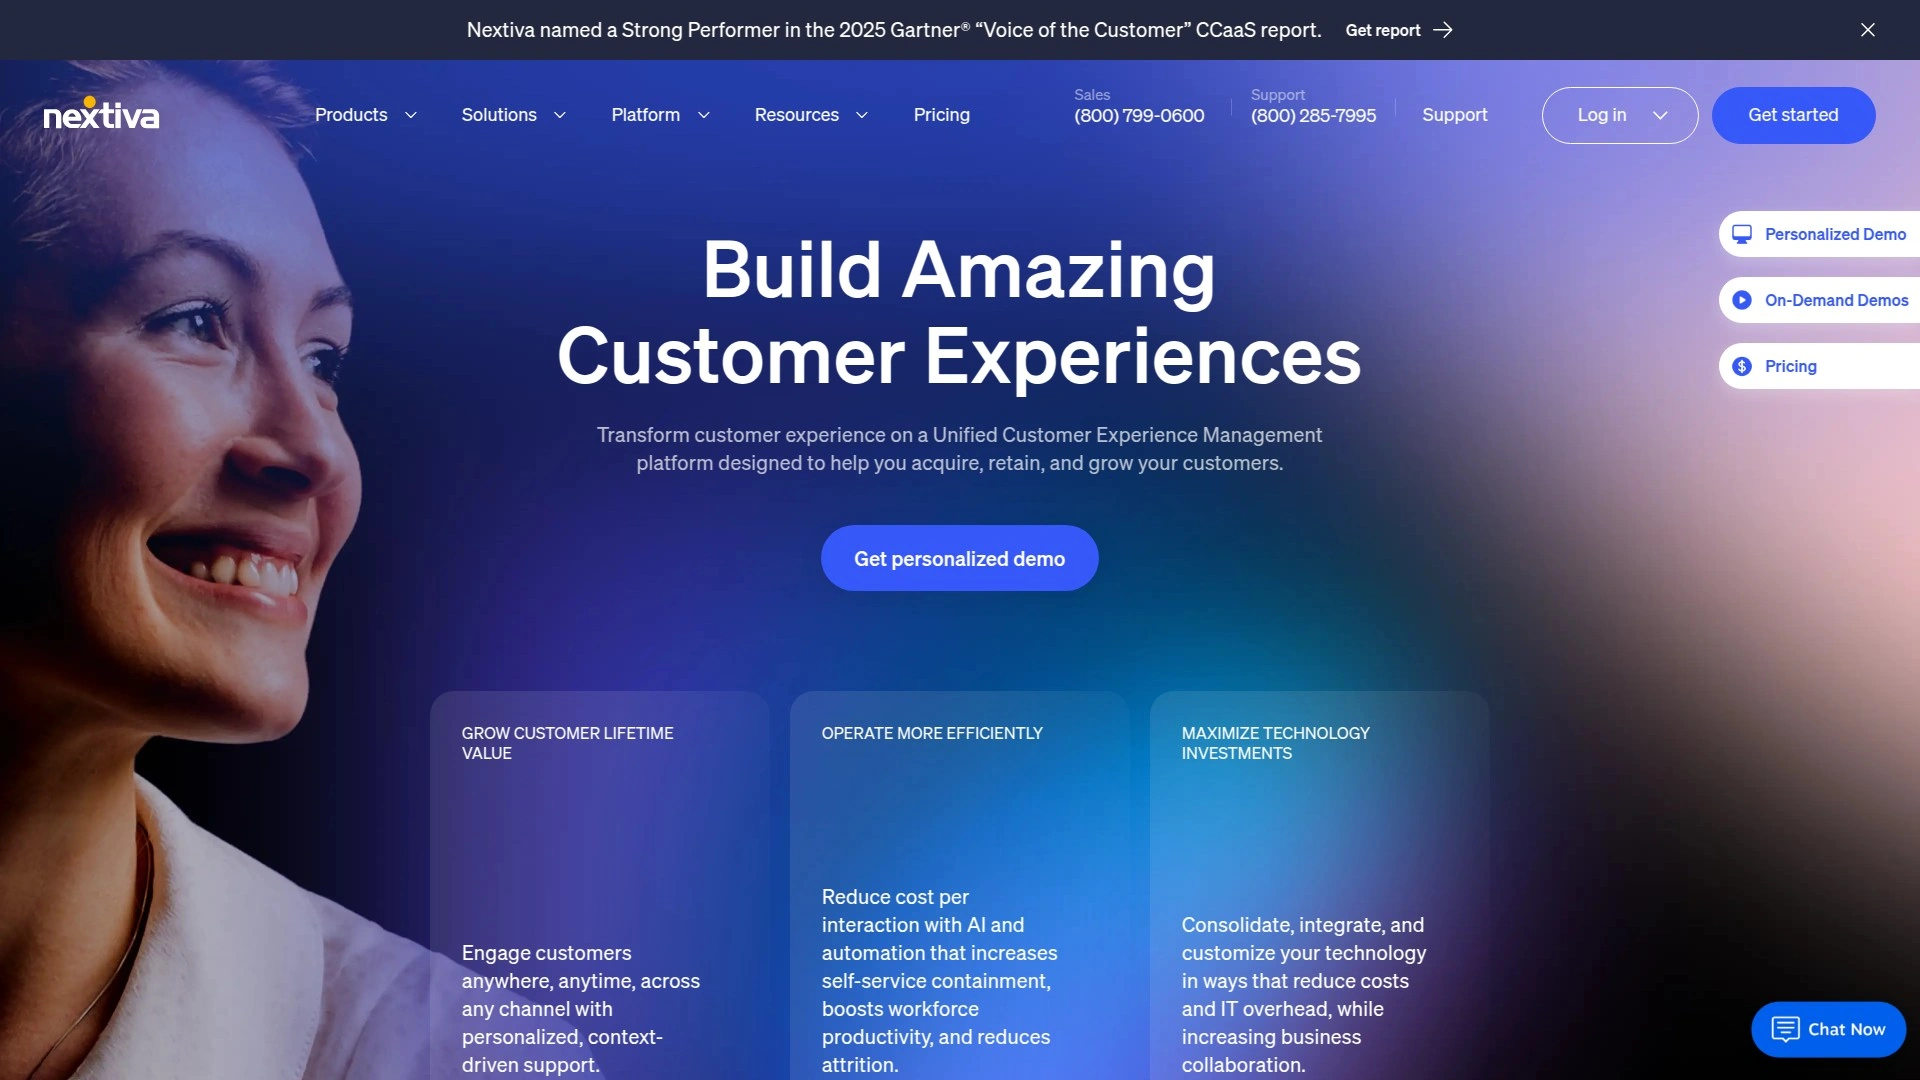 Nextiva named a Strong Performer in the 2025 Gartner® “Voice of the Customer” CCaaS report. Get report
nextiva
Products
Solutions
Platform
Resources
Pricing
Sales
(800) 799-0600
Support
(800) 285-7995
Support
Log in
Get started
Personalized Demo
On-Demand Demos
Pricing
Build Amazing
Customer Experiences
Transform customer experience on a Unified Customer Experience Management
platform designed to help you acquire, retain, and grow your customers.
Get personalized demo
GROW CUSTOMER LIFETIME
VALUE
Engage customers
anywhere, anytime, across
any channel with
personalized, context-
driven support.
OPERATE MORE EFFICIENTLY
Reduce cost per
interaction with AI and
automation that increases
self-service containment,
boosts workforce
productivity, and reduces
attrition.
MAXIMIZE TECHNOLOGY
INVESTMENTS
Consolidate, integrate, and
customize your technology
in ways that reduce costs
and IT overhead, while
increasing business
collaboration.
Chat Now